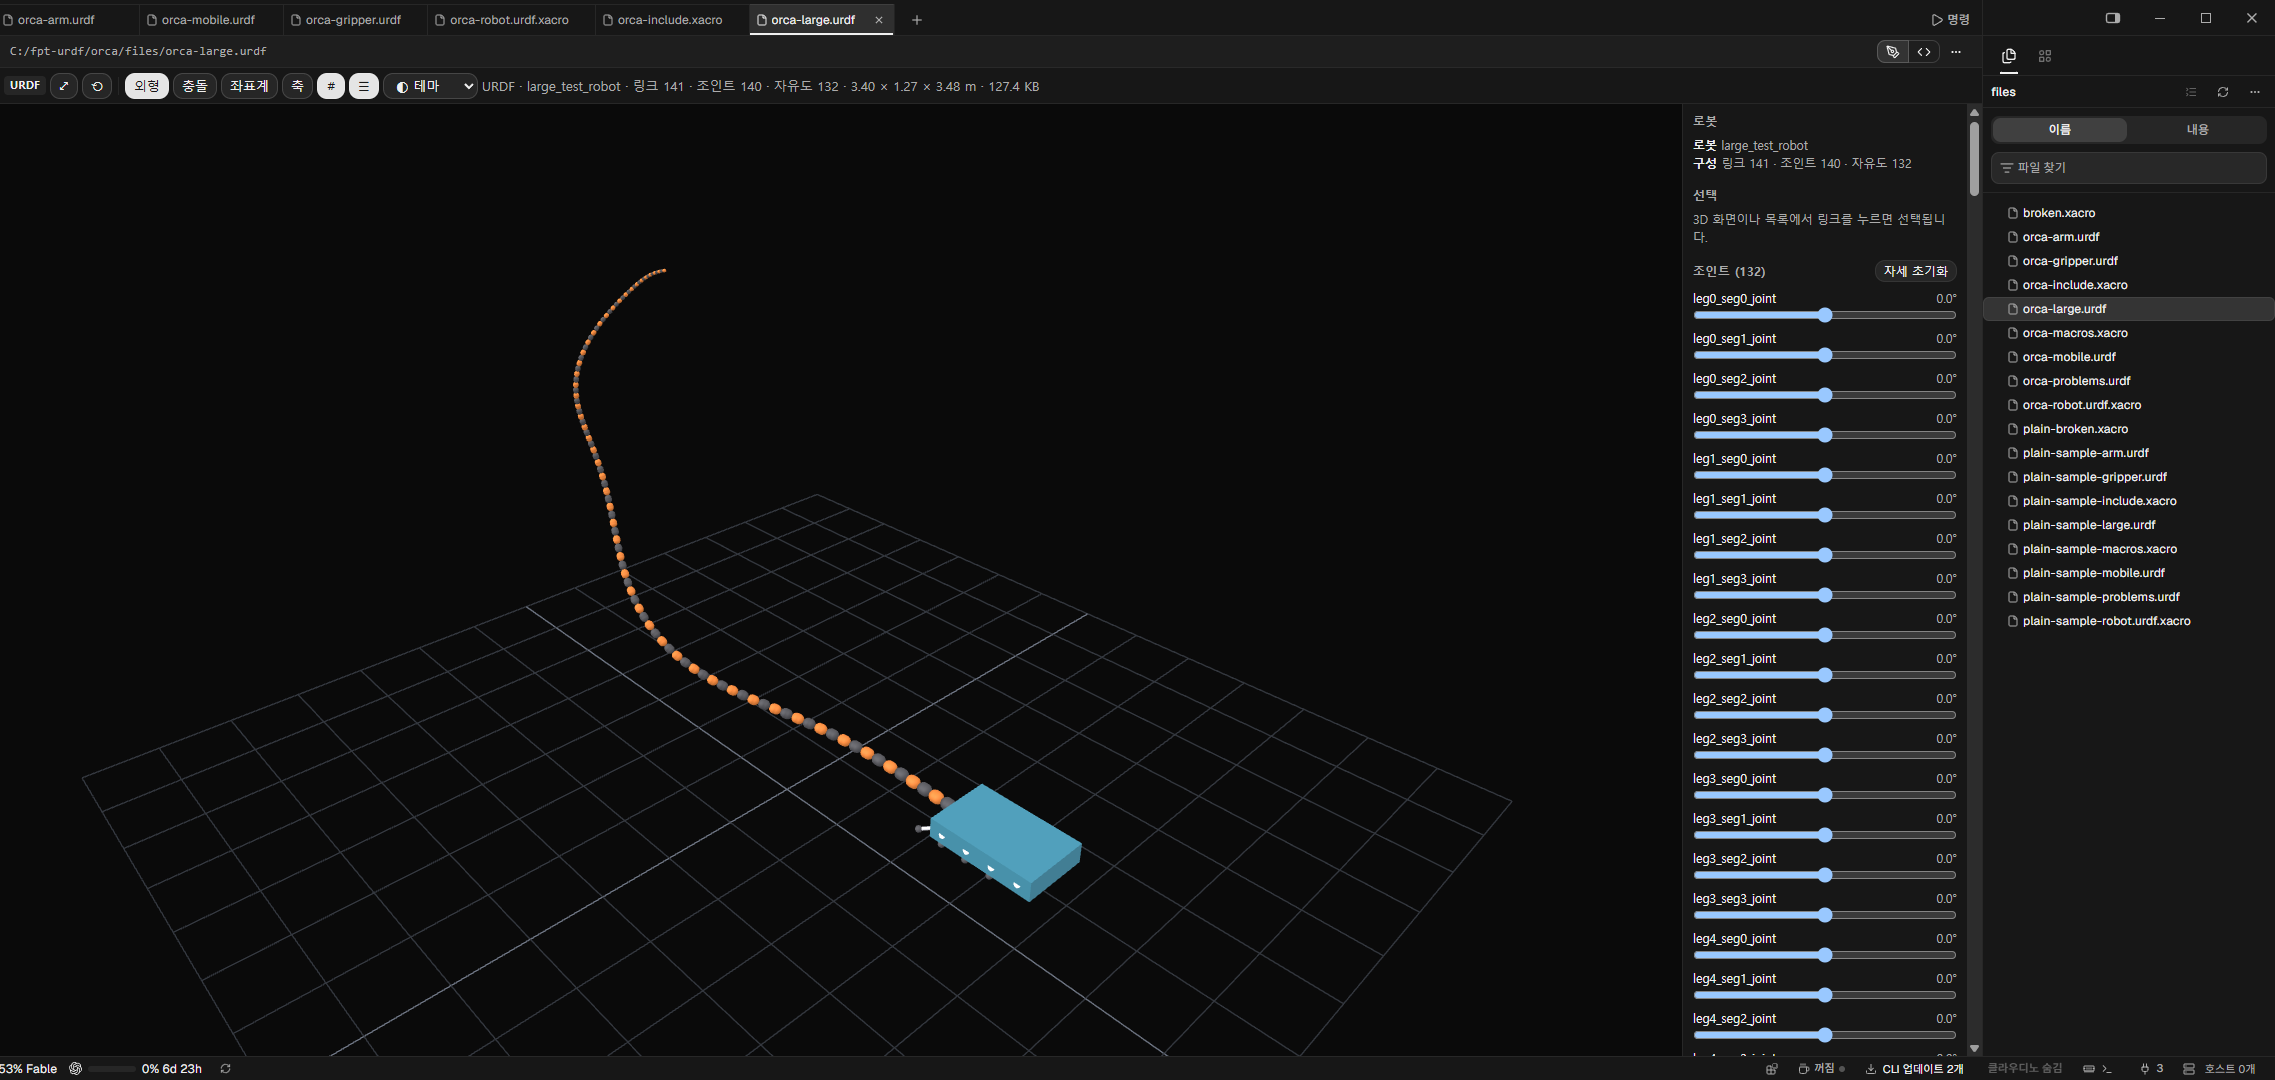 orca-arm.urdf
orca-mobile.urdf
orca-gripper.urdf
orca-robot.urdf.xacro
orca-include.xacro
orca-large.urdf
명령
C:/fpt-urdf/orca/files/orca-large.urdf
URDF
외형
충돌
좌표계
축
#
테마
URDF · large_test_robot · 링크 141 · 조인트 140 · 자유도 132 · 3.40 × 1.27 × 3.48 m · 127.4 KB
로봇
로봇 large_test_robot
구성 링크 141 · 조인트 140 · 자유도 132
선택
3D 화면이나 목록에서 링크를 누르면 선택됩니
다.
조인트 (132)
자세 초기화
leg0_seg0_joint 0.0°
leg0_seg1_joint 0.0°
leg0_seg2_joint 0.0°
leg0_seg3_joint 0.0°
leg1_seg0_joint 0.0°
leg1_seg1_joint 0.0°
leg1_seg2_joint 0.0°
leg1_seg3_joint 0.0°
leg2_seg0_joint 0.0°
leg2_seg1_joint 0.0°
leg2_seg2_joint 0.0°
leg2_seg3_joint 0.0°
leg3_seg0_joint 0.0°
leg3_seg1_joint 0.0°
leg3_seg2_joint 0.0°
leg3_seg3_joint 0.0°
leg4_seg0_joint 0.0°
leg4_seg1_joint 0.0°
leg4_seg2_joint 0.0°
files
이름
내용
파일 찾기
broken.xacro
orca-arm.urdf
orca-gripper.urdf
orca-include.xacro
orca-large.urdf
orca-macros.xacro
orca-mobile.urdf
orca-problems.urdf
orca-robot.urdf.xacro
plain-broken.xacro
plain-sample-arm.urdf
plain-sample-gripper.urdf
plain-sample-include.xacro
plain-sample-large.urdf
plain-sample-macros.xacro
plain-sample-mobile.urdf
plain-sample-problems.urdf
plain-sample-robot.urdf.xacro
53% Fable
0% 6d 23h
꺼짐
CLI 업데이트 2개
클라우디노 숨김
3
호스트 0개